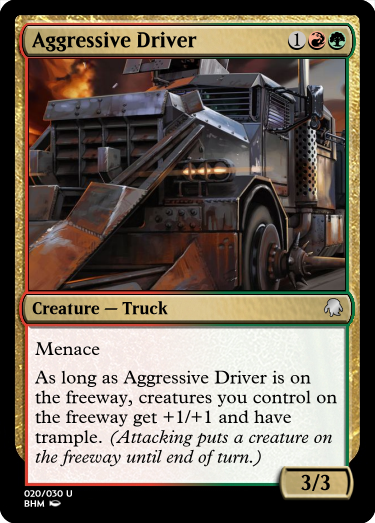 Aggressive Driver 1
Creature — Truck
Menace
As long as Aggressive Driver is on
the freeway, creatures you control on
the freeway get +1/+1 and have
trample. (Attacking puts a creature on
the freeway until end of turn.)
3/3
020/030 U
BHM